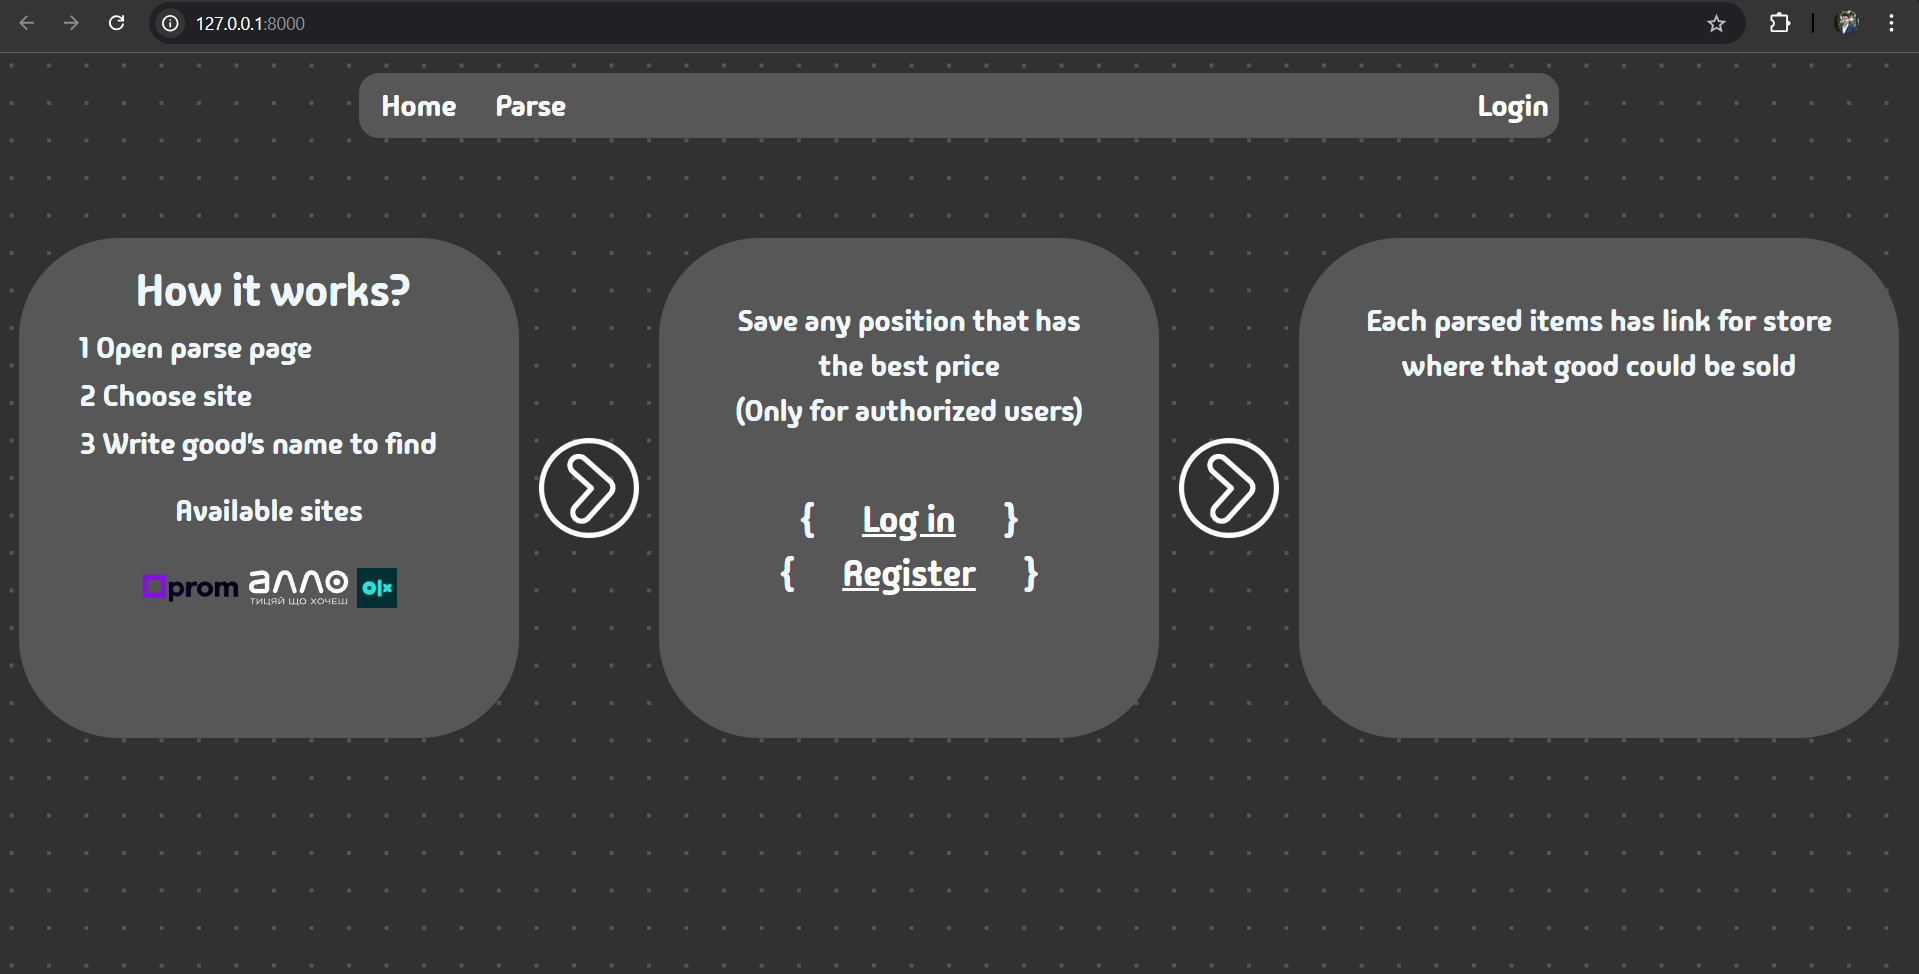 127.0.0.1:8000
Home Parse Login
How it works?
1 Open parse page
2 Choose site
3 Write good's name to find
Available sites
prom алло olx
ТИЦЯЙ ЩО ХОЧЕШ
Save any position that has
the best price
(Only for authorized users)
{ Log in }
{ Register }
Each parsed items has link for store
where that good could be sold